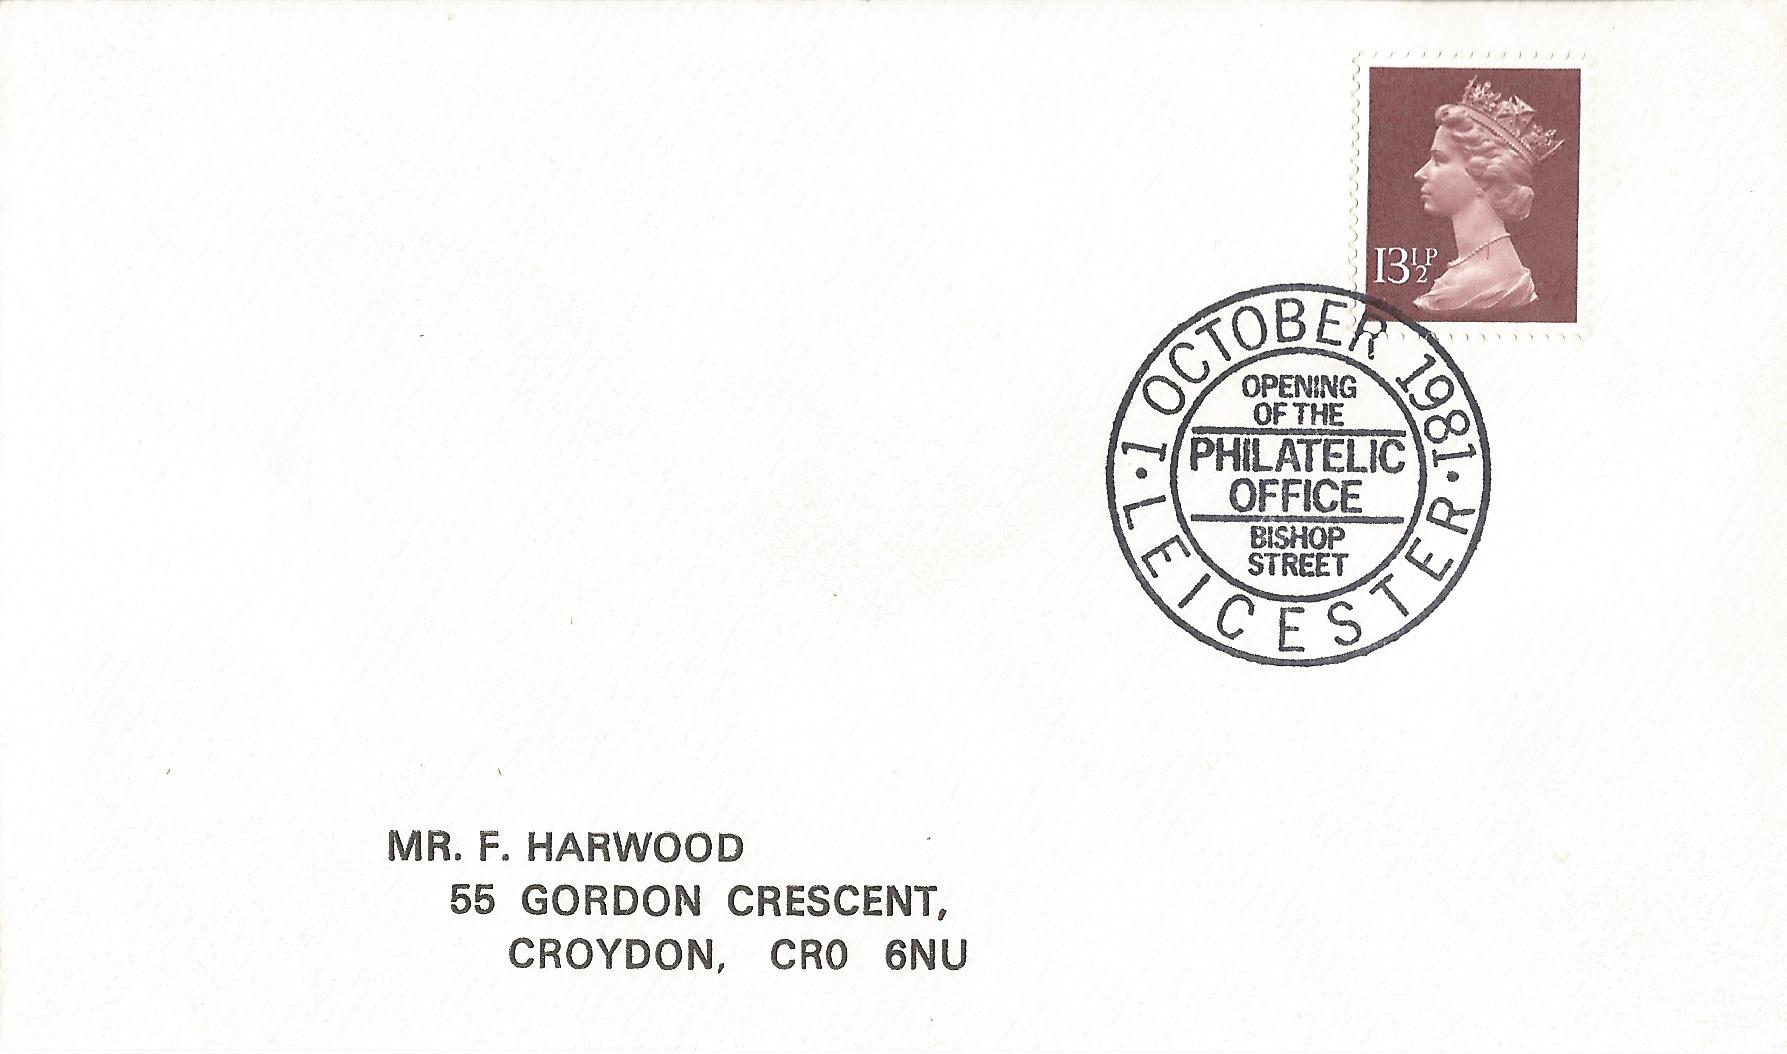 13½P
1 OCTOBER 1981
OPENING
OF THE
PHILATELIC
OFFICE
BISHOP
STREET
· LEICESTER ·
MR. F. HARWOOD
55 GORDON CRESCENT,
CROYDON, CR0 6NU